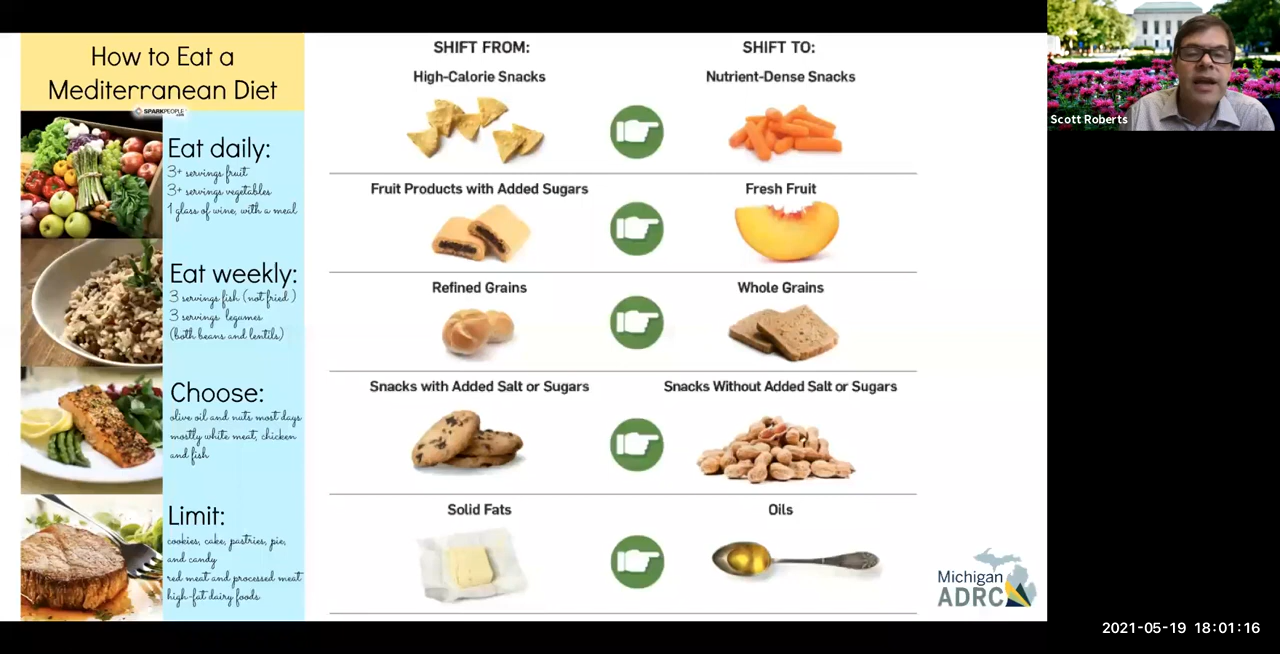 How to Eat a
Mediterranean Diet
SPARKPEOPLE
.com
Eat daily:
3+ servings fruit
3+ servings vegetables
1 glass of wine, with a meal
Eat weekly:
3 servings fish (not fried)
3 servings legumes
(both beans and lentils)
Choose:
olive oil and nuts most days
mostly white meat, chicken
and fish
Limit:
cookies, cake, pastries, pie,
and candy
red meat and processed meat
high-fat dairy foods
SHIFT FROM:
SHIFT TO:
High-Calorie Snacks
Nutrient-Dense Snacks
Fruit Products with Added Sugars
Fresh Fruit
Refined Grains
Whole Grains
Snacks with Added Salt or Sugars
Snacks Without Added Salt or Sugars
Solid Fats
Oils
Michigan
ADRC
Scott Roberts
2021-05-19 18:01:16